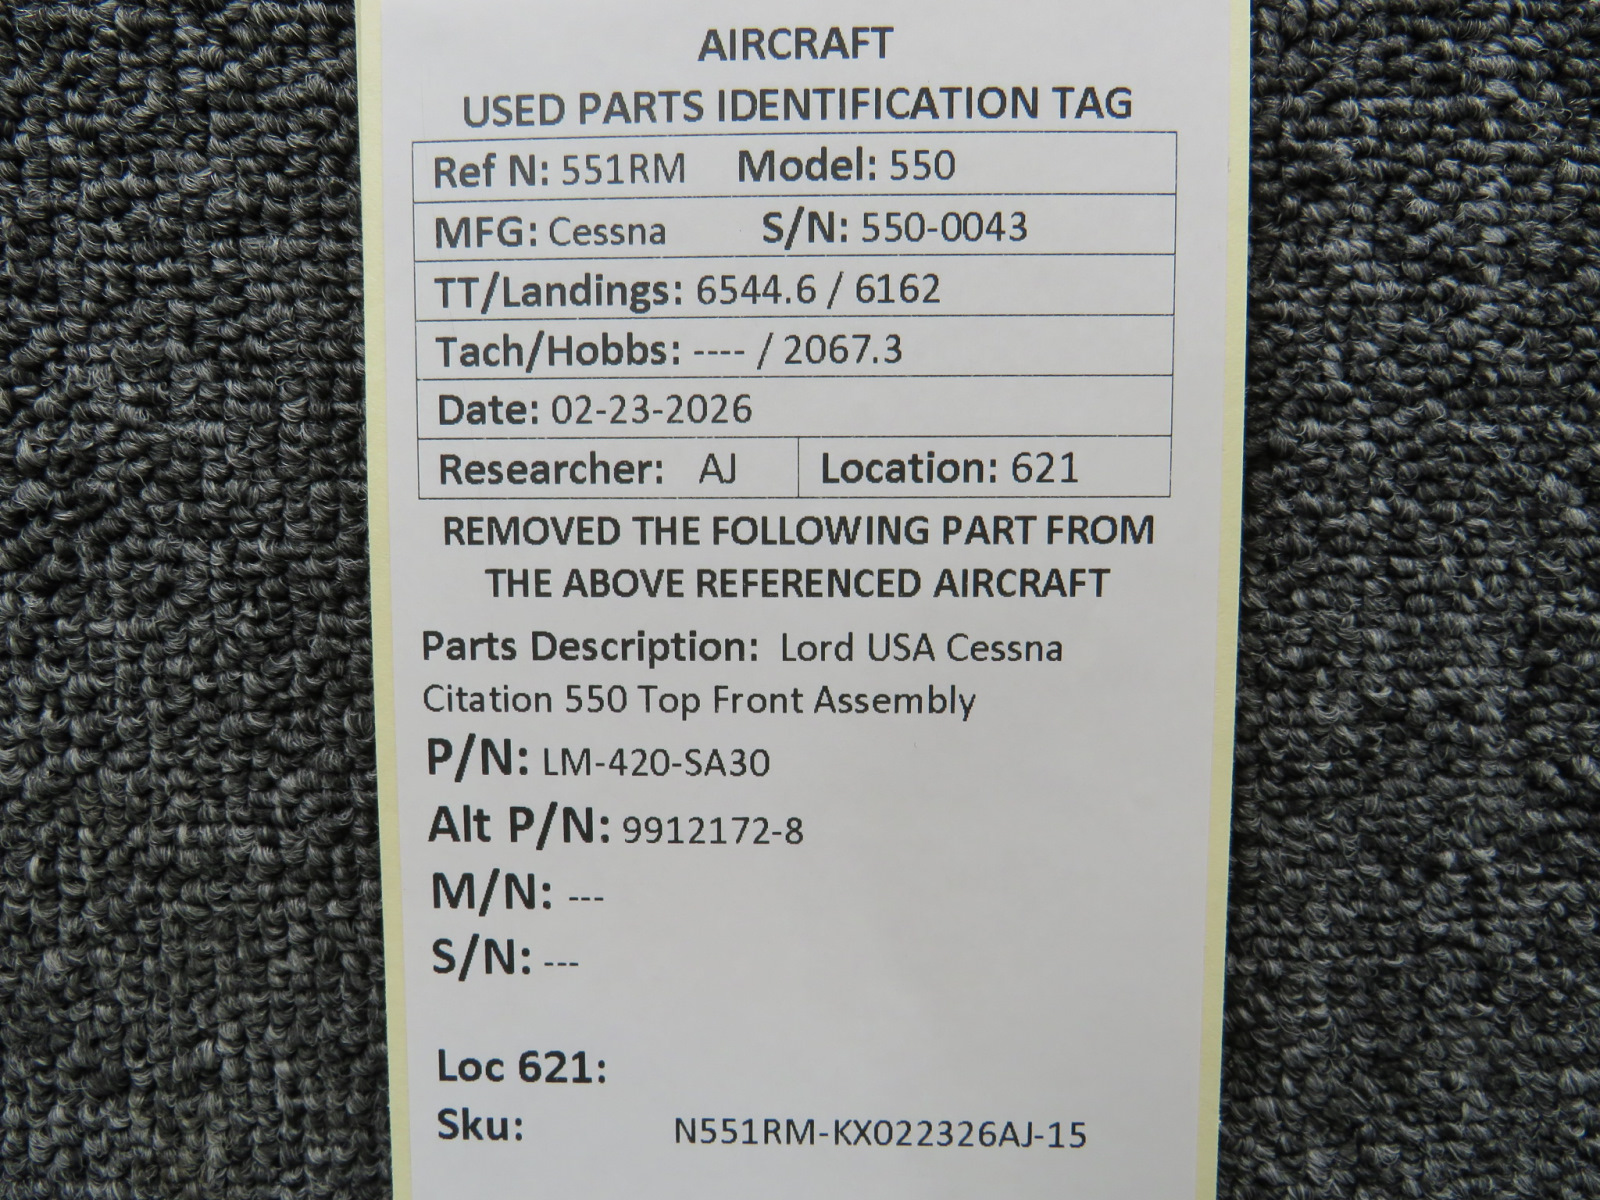 AIRCRAFT
USED PARTS IDENTIFICATION TAG
Ref N: 551RM Model: 550
MFG: Cessna S/N: 550-0043
TT/Landings: 6544.6 / 6162
Tach/Hobbs: ---- / 2067.3
Date: 02-23-2026
Researcher: AJ Location: 621
REMOVED THE FOLLOWING PART FROM
THE ABOVE REFERENCED AIRCRAFT
Parts Description: Lord USA Cessna
Citation 550 Top Front Assembly
P/N: LM-420-SA30
Alt P/N: 9912172-8
M/N: ---
S/N: ---
Loc 621:
Sku: N551RM-KX022326AJ-15